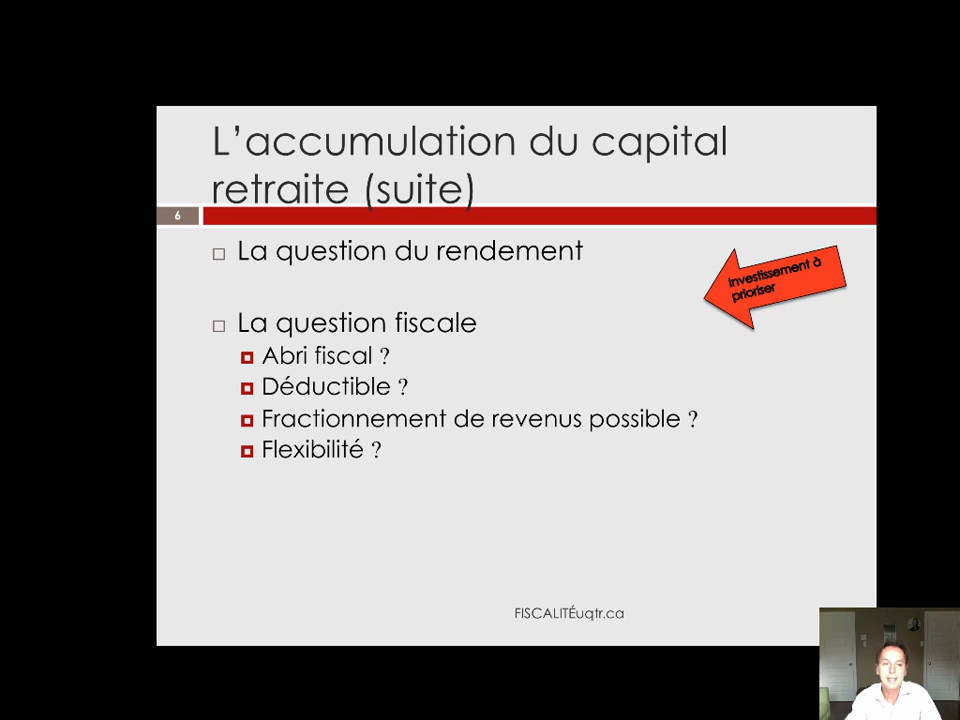 L'accumulation du capital
retraite (suite)
6
La question du rendement
Investissement à
prioriser
La question fiscale
Abri fiscal ?
Déductible ?
Fractionnement de revenus possible ?
Flexibilité ?
FISCALITÉuqtr.ca